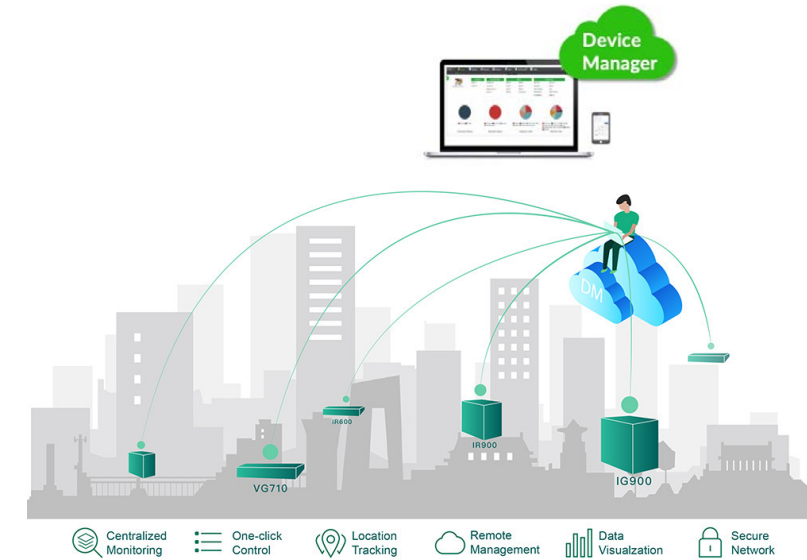 Device
Manager
DM
iR600
IR900
VG710
IG900
Centralized
Monitoring
One-click
Control
Location
Tracking
Remote
Management
Data
Visualzation
Secure
Network